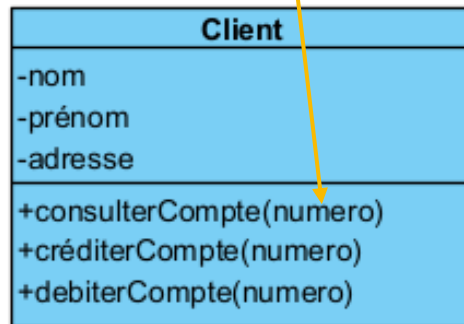 Client
-nom
-prénom
-adresse
+consulterCompte(numero)
+créditerCompte(numero)
+debiterCompte(numero)